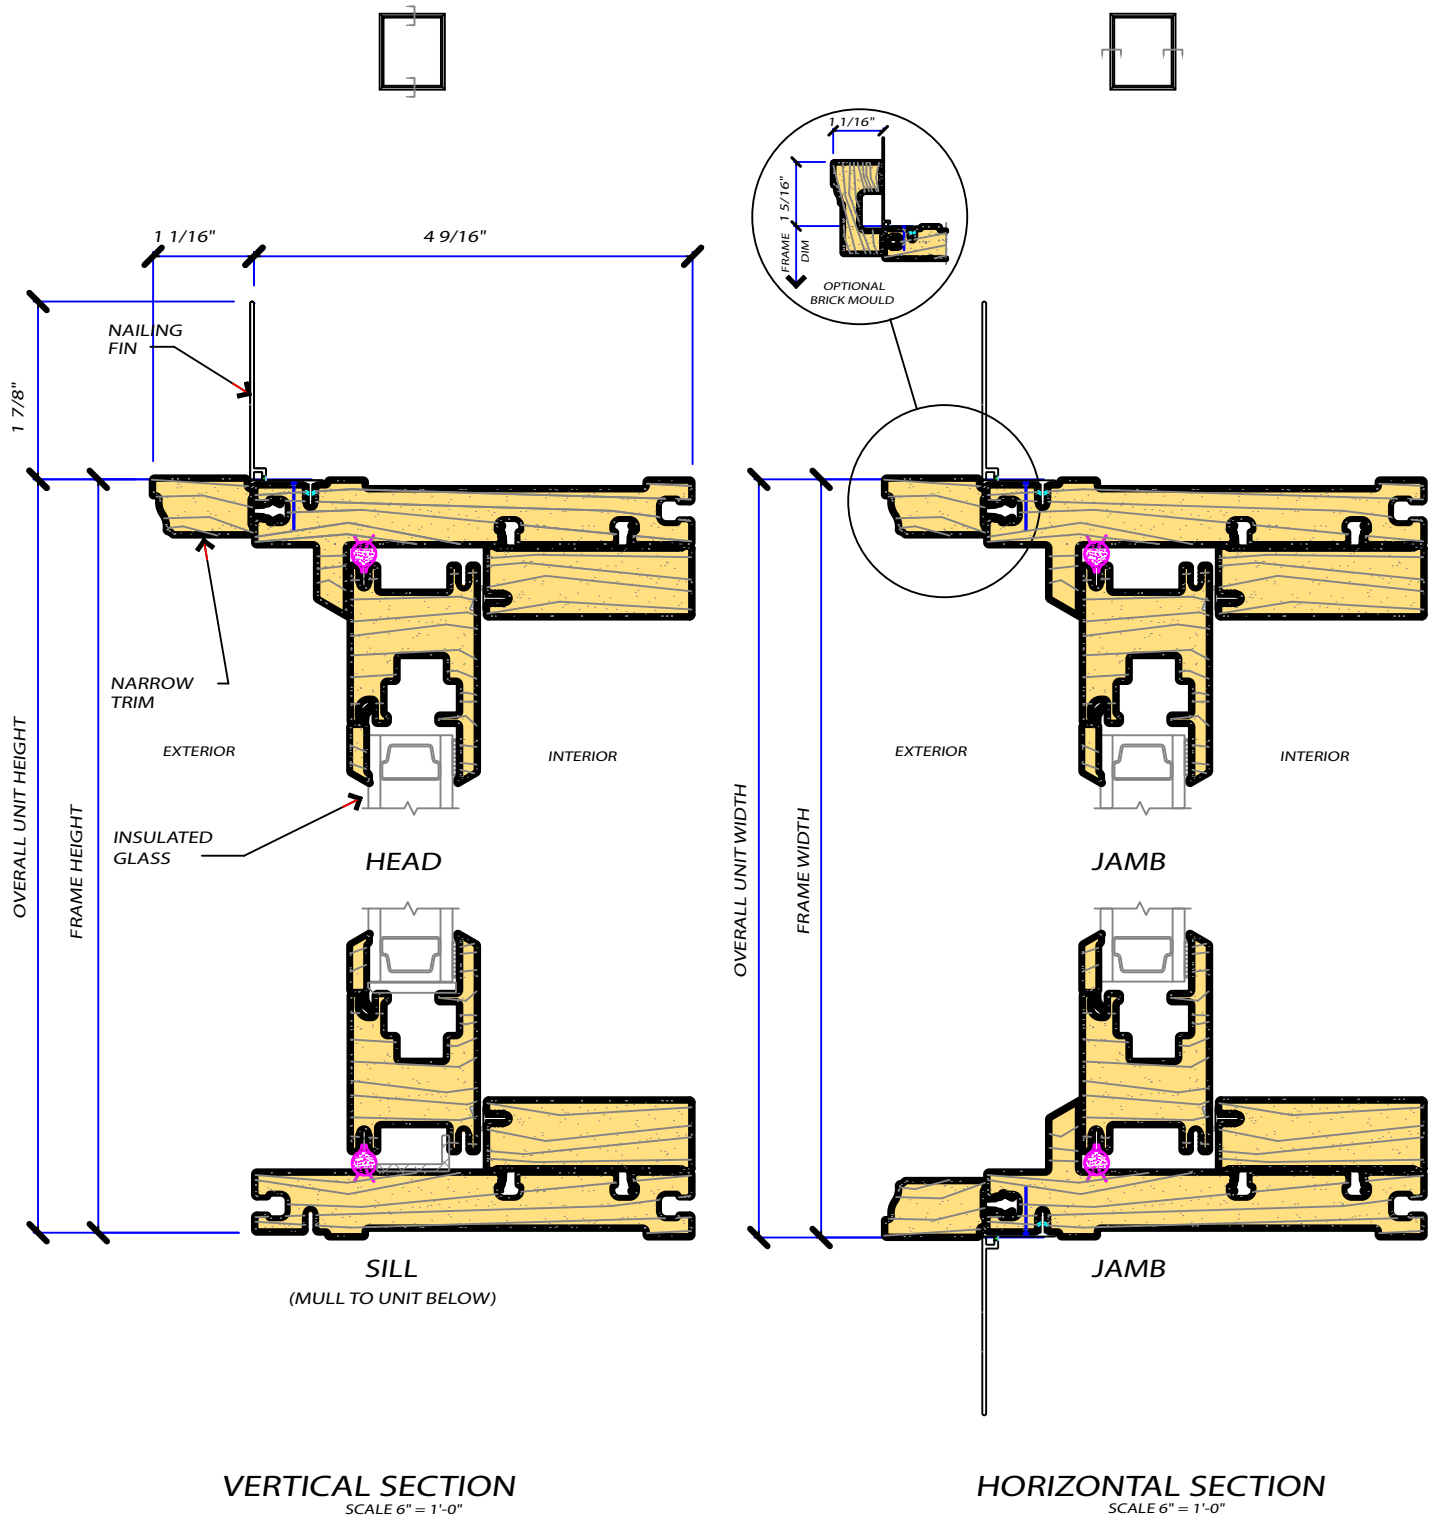 1 1/16"
1 5/16"
FRAME
DIM
OPTIONAL
BRICK MOULD
1 1/16"
4 9/16"
NAILING
FIN
1 7/8"
NARROW
TRIM
EXTERIOR
INTERIOR
EXTERIOR
INTERIOR
OVERALL UNIT HEIGHT
FRAME HEIGHT
INSULATED
GLASS
HEAD
OVERALL UNIT WIDTH
FRAME WIDTH
JAMB
SILL
(MULL TO UNIT BELOW)
JAMB
VERTICAL SECTION
SCALE 6" = 1'-0"
HORIZONTAL SECTION
SCALE 6" = 1'-0"